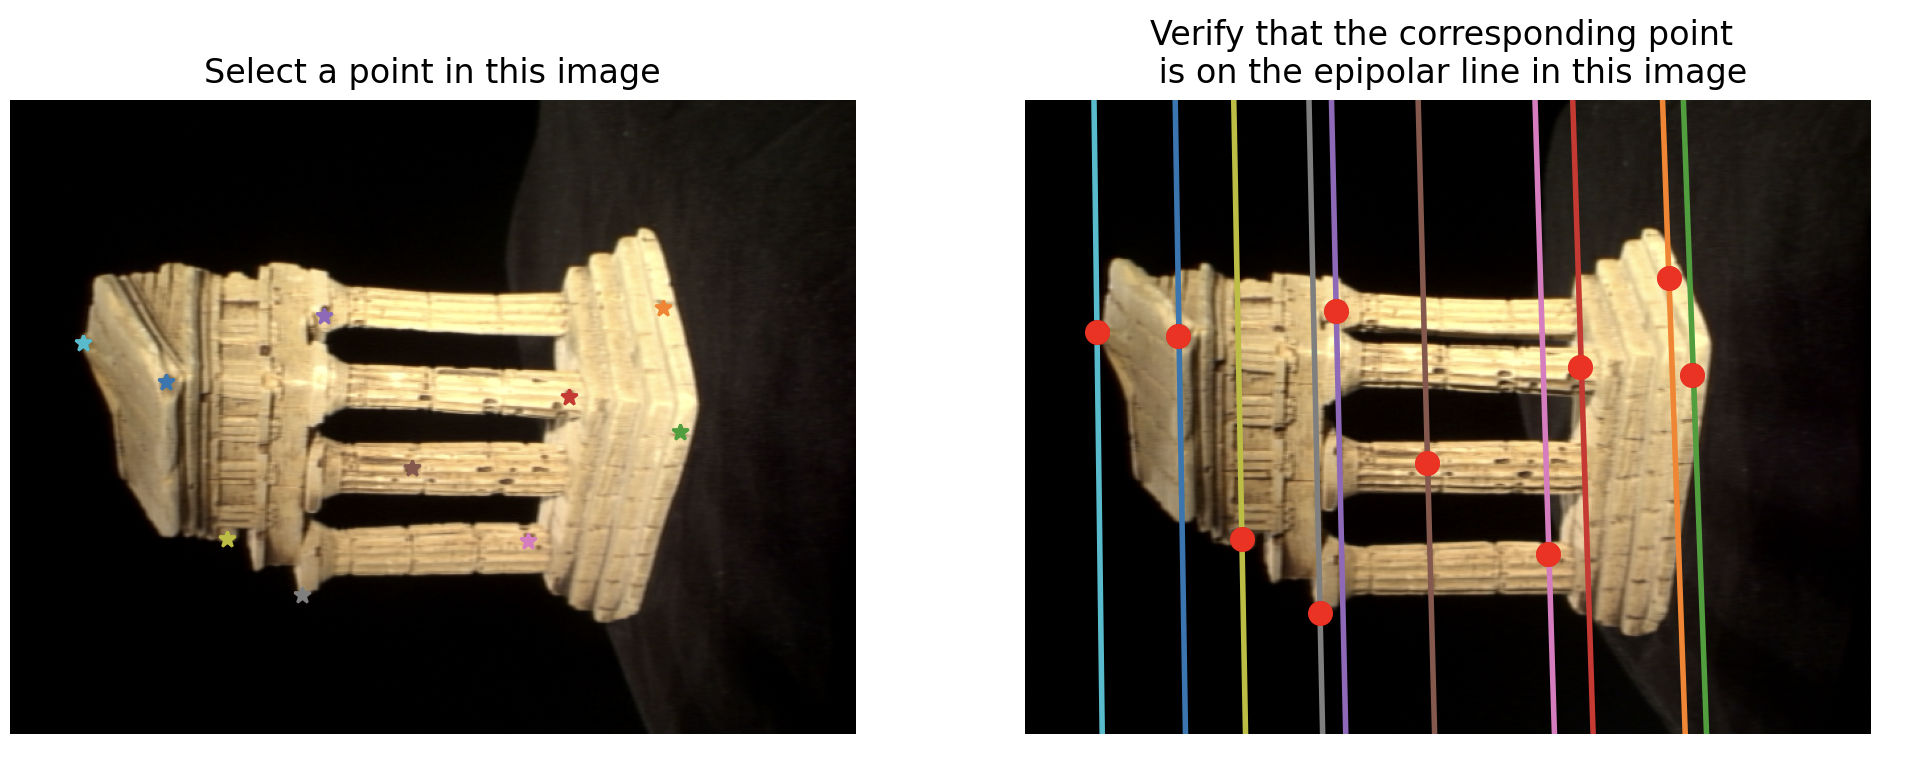 Select a point in this image
Verify that the corresponding point
is on the epipolar line in this image